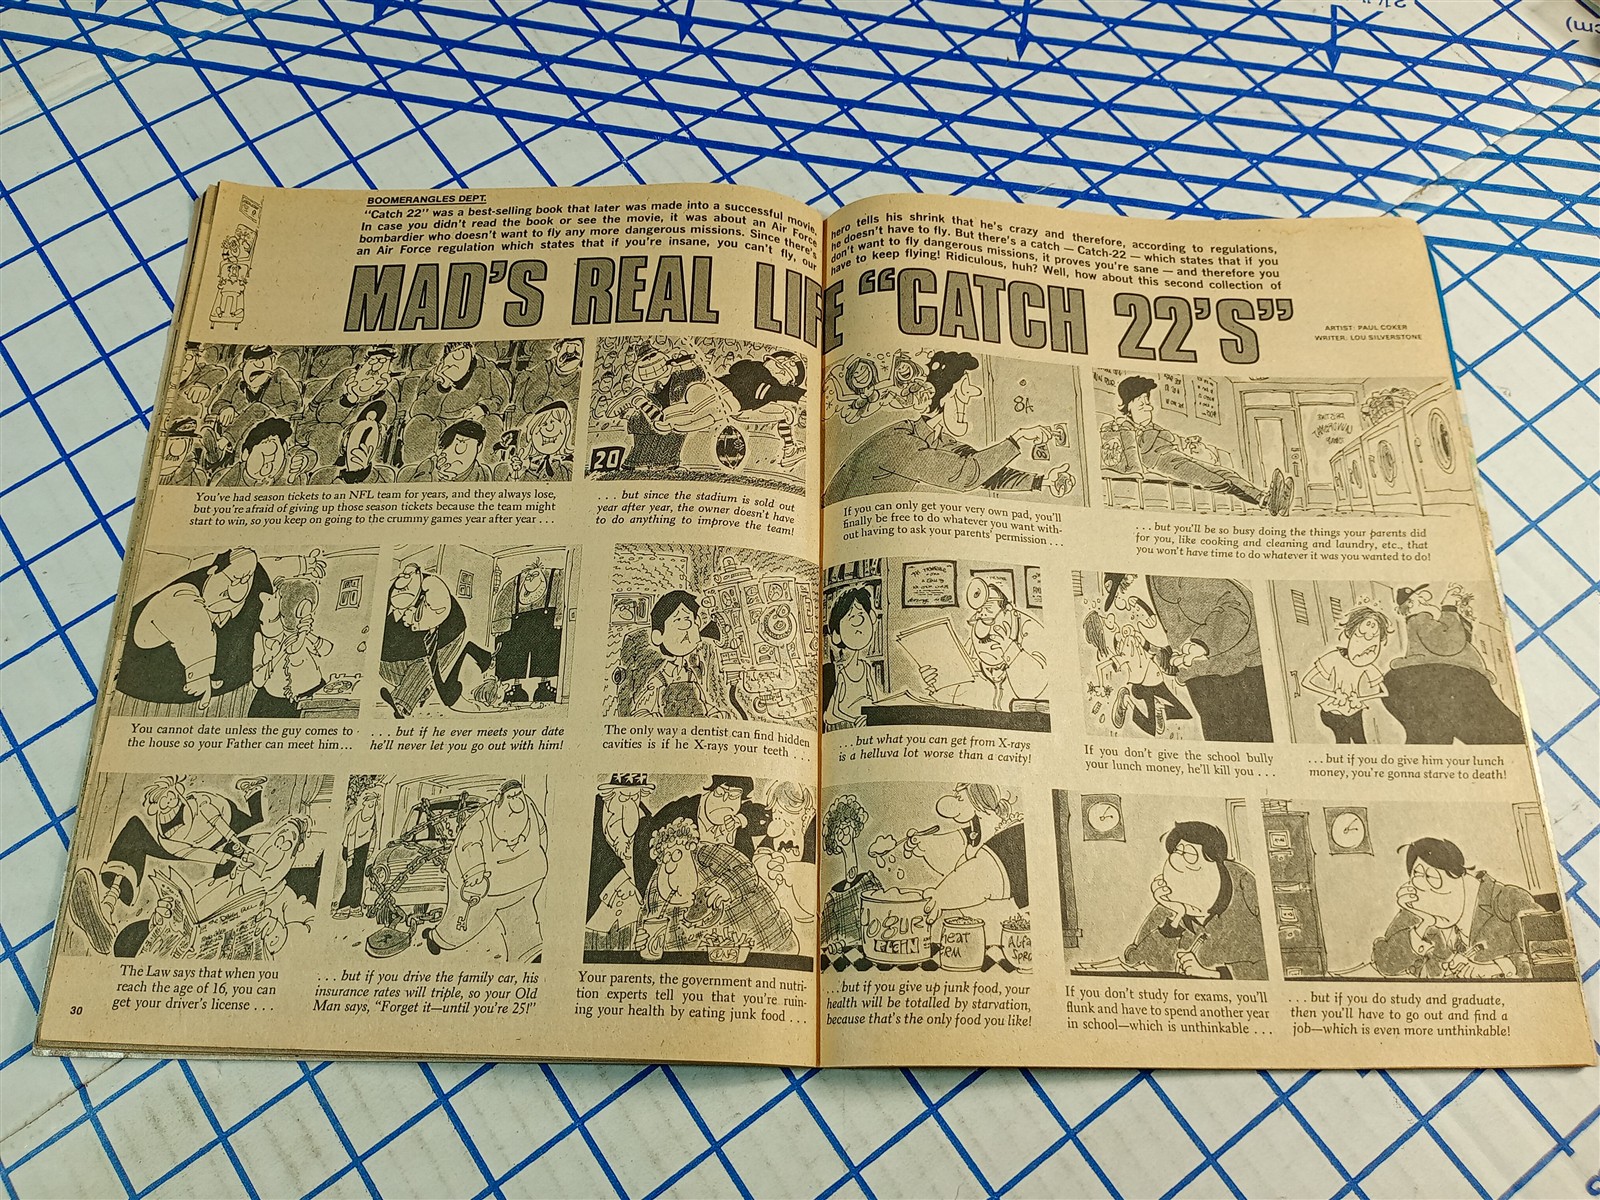 BOOMERANGLES DEPT.
"Catch 22" was a best-selling book that later was made into a successful movie.
In case you didn't read the book or see the movie, it was about an Air Force
bombardier who doesn't want to fly any more dangerous missions. Since there's
an Air Force regulation which states that if you're insane, you can't fly, our
hero tells his shrink that he's crazy and therefore, according to regulations,
he doesn't have to fly. But there's a catch — Catch-22 — which states that if you
don't want to fly dangerous missions, it proves you're sane — and therefore you
have to keep flying! Ridiculous, huh? Well, how about this second collection of
MAD'S REAL LIFE "CATCH 22'S"
ARTIST: PAUL COKER
WRITER: LOU SILVERSTONE
20
You've had season tickets to an NFL team for years, and they always lose,
but you're afraid of giving up those season tickets because the team might
start to win, so you keep on going to the crummy games year after year . . .
. . . but since the stadium is sold out
year after year, the owner doesn't have
to do anything to improve the team!
8A
If you can only get your very own pad, you'll
finally be free to do whatever you want with-
out having to ask your parents' permission . . .
. . . but you'll be so busy doing the things your parents did
for you, like cooking and cleaning and laundry, etc., that
you won't have time to do whatever it was you wanted to do!
You cannot date unless the guy comes to
the house so your Father can meet him...
. . . but if he ever meets your date
he'll never let you go out with him!
The only way a dentist can find hidden
cavities is if he X-rays your teeth . . .
. . . but what you can get from X-rays
is a helluva lot worse than a cavity!
If you don't give the school bully
your lunch money, he'll kill you . . .
. . . but if you do give him your lunch
money, you're gonna starve to death!
The Law says that when you
reach the age of 16, you can
get your driver's license . . .
. . . but if you drive the family car, his
insurance rates will triple, so your Old
Man says, "Forget it—until you're 25!"
Your parents, the government and nutri-
tion experts tell you that you're ruin-
ing your health by eating junk food . . .
YOGURT
PLAIN
. . . but if you give up junk food, your
health will be totalled by starvation,
because that's the only food you like!
If you don't study for exams, you'll
flunk and have to spend another year
in school—which is unthinkable . . .
. . . but if you do study and graduate,
then you'll have to go out and find a
job—which is even more unthinkable!
30